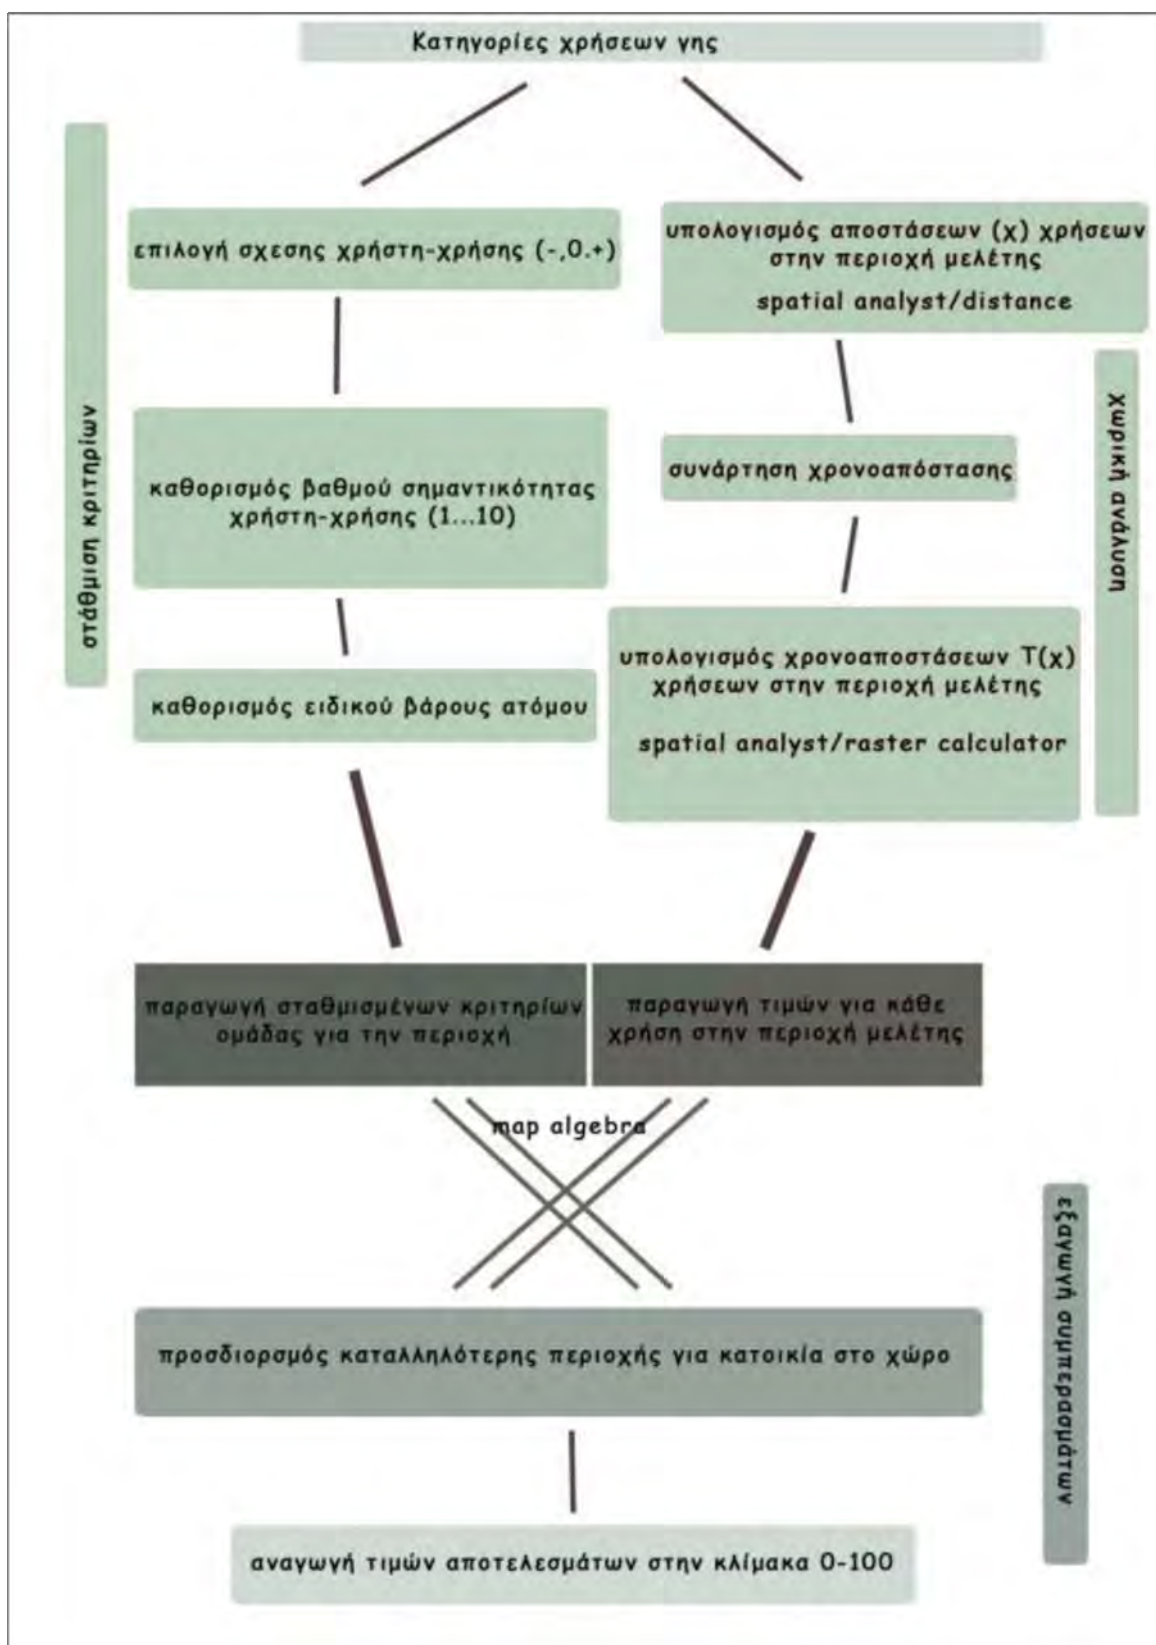 Κατηγορίες χρήσεων γης
στάθμιση κριτηρίων
επιλογή σχεσης χρήστη-χρήσης (-,0.+)
καθορισμός βαθμού σημαντικότητας
χρήστη-χρήσης (1...10)
καθορισμός ειδικού βάρους ατόμου
υπολογισμός αποστάσεων (χ) χρήσεων
στην περιοχή μελέτης
spatial analyst/distance
συνάρτηση χρονοαπόστασης
υπολογισμός χρονοαποστάσεων Τ(χ)
χρήσεων στην περιοχή μελέτης
spatial analyst/raster calculator
χωρική ανάλυση
παραγωγή σταθμισμένων κριτηρίων
ομάδας για την περιοχή
παραγωγή τιμών για κάθε
χρήση στην περιοχή μελέτης
map algebra
προσδιορσμός καταλληλότερης περιοχής για κατοικία στο χώρο
εξαγωγή συμπερασμάτων
αναγωγή τιμών αποτελεσμάτων στην κλίμακα 0-100